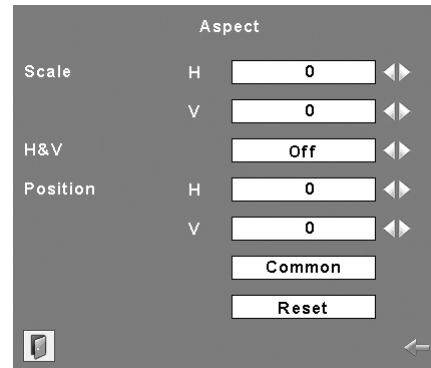 Aspect
Scale H 0
V 0
H&V Off
Position H 0
V 0
Common
Reset